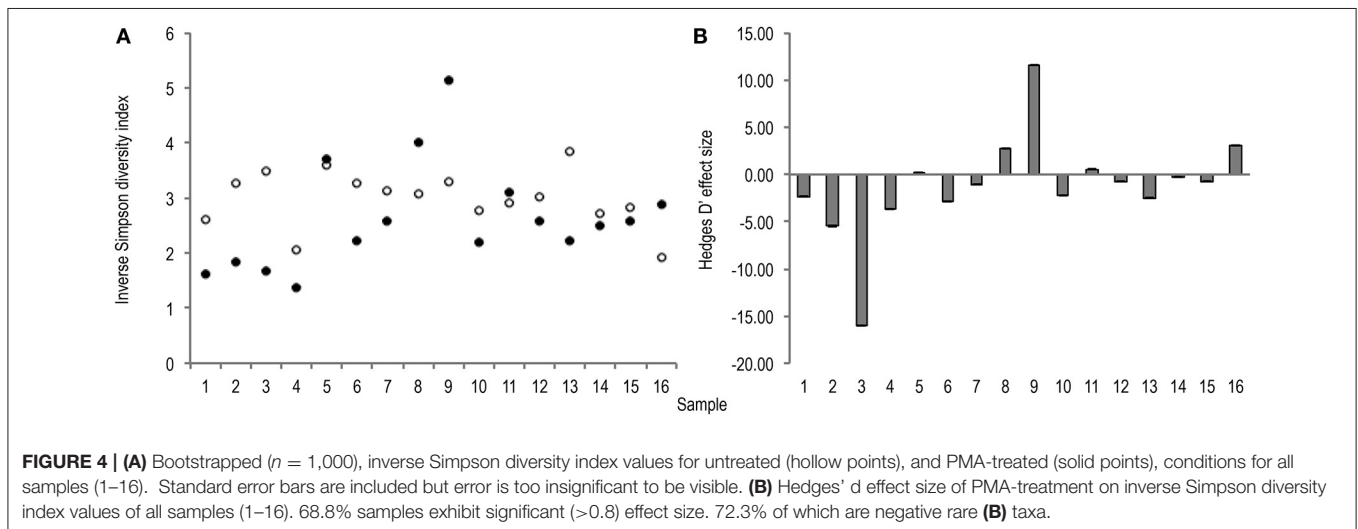 A
B
Inverse Simpson diversity index
6
5
4
3
2
1
0
1 2 3 4 5 6 7 8 9 10 11 12 13 14 15 16
Sample
Hedges D' effect size
15.00
10.00
5.00
0.00
-5.00
-10.00
-15.00
-20.00
1 2 3 4 5 6 7 8 9 10 11 12 13 14 15 16
FIGURE 4 | (A) Bootstrapped (n = 1,000), inverse Simpson diversity index values for untreated (hollow points), and PMA-treated (solid points), conditions for all
samples (1–16). Standard error bars are included but error is too insignificant to be visible. (B) Hedges' d effect size of PMA-treatment on inverse Simpson diversity
index values of all samples (1–16). 68.8% samples exhibit significant (>0.8) effect size. 72.3% of which are negative rare (B) taxa.